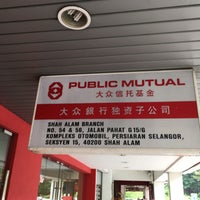 PUBLIC MUTUAL
大众信托基金
大众銀行独资子公司
SHAH ALAM BRANCH
NO. 54 & 56, JALAN PAHAT G 15/G
KOMPLEKS OTOMOBIL, PERSIARAN SELANGOR,
SEKSYEN 15, 40200 SHAH ALAM